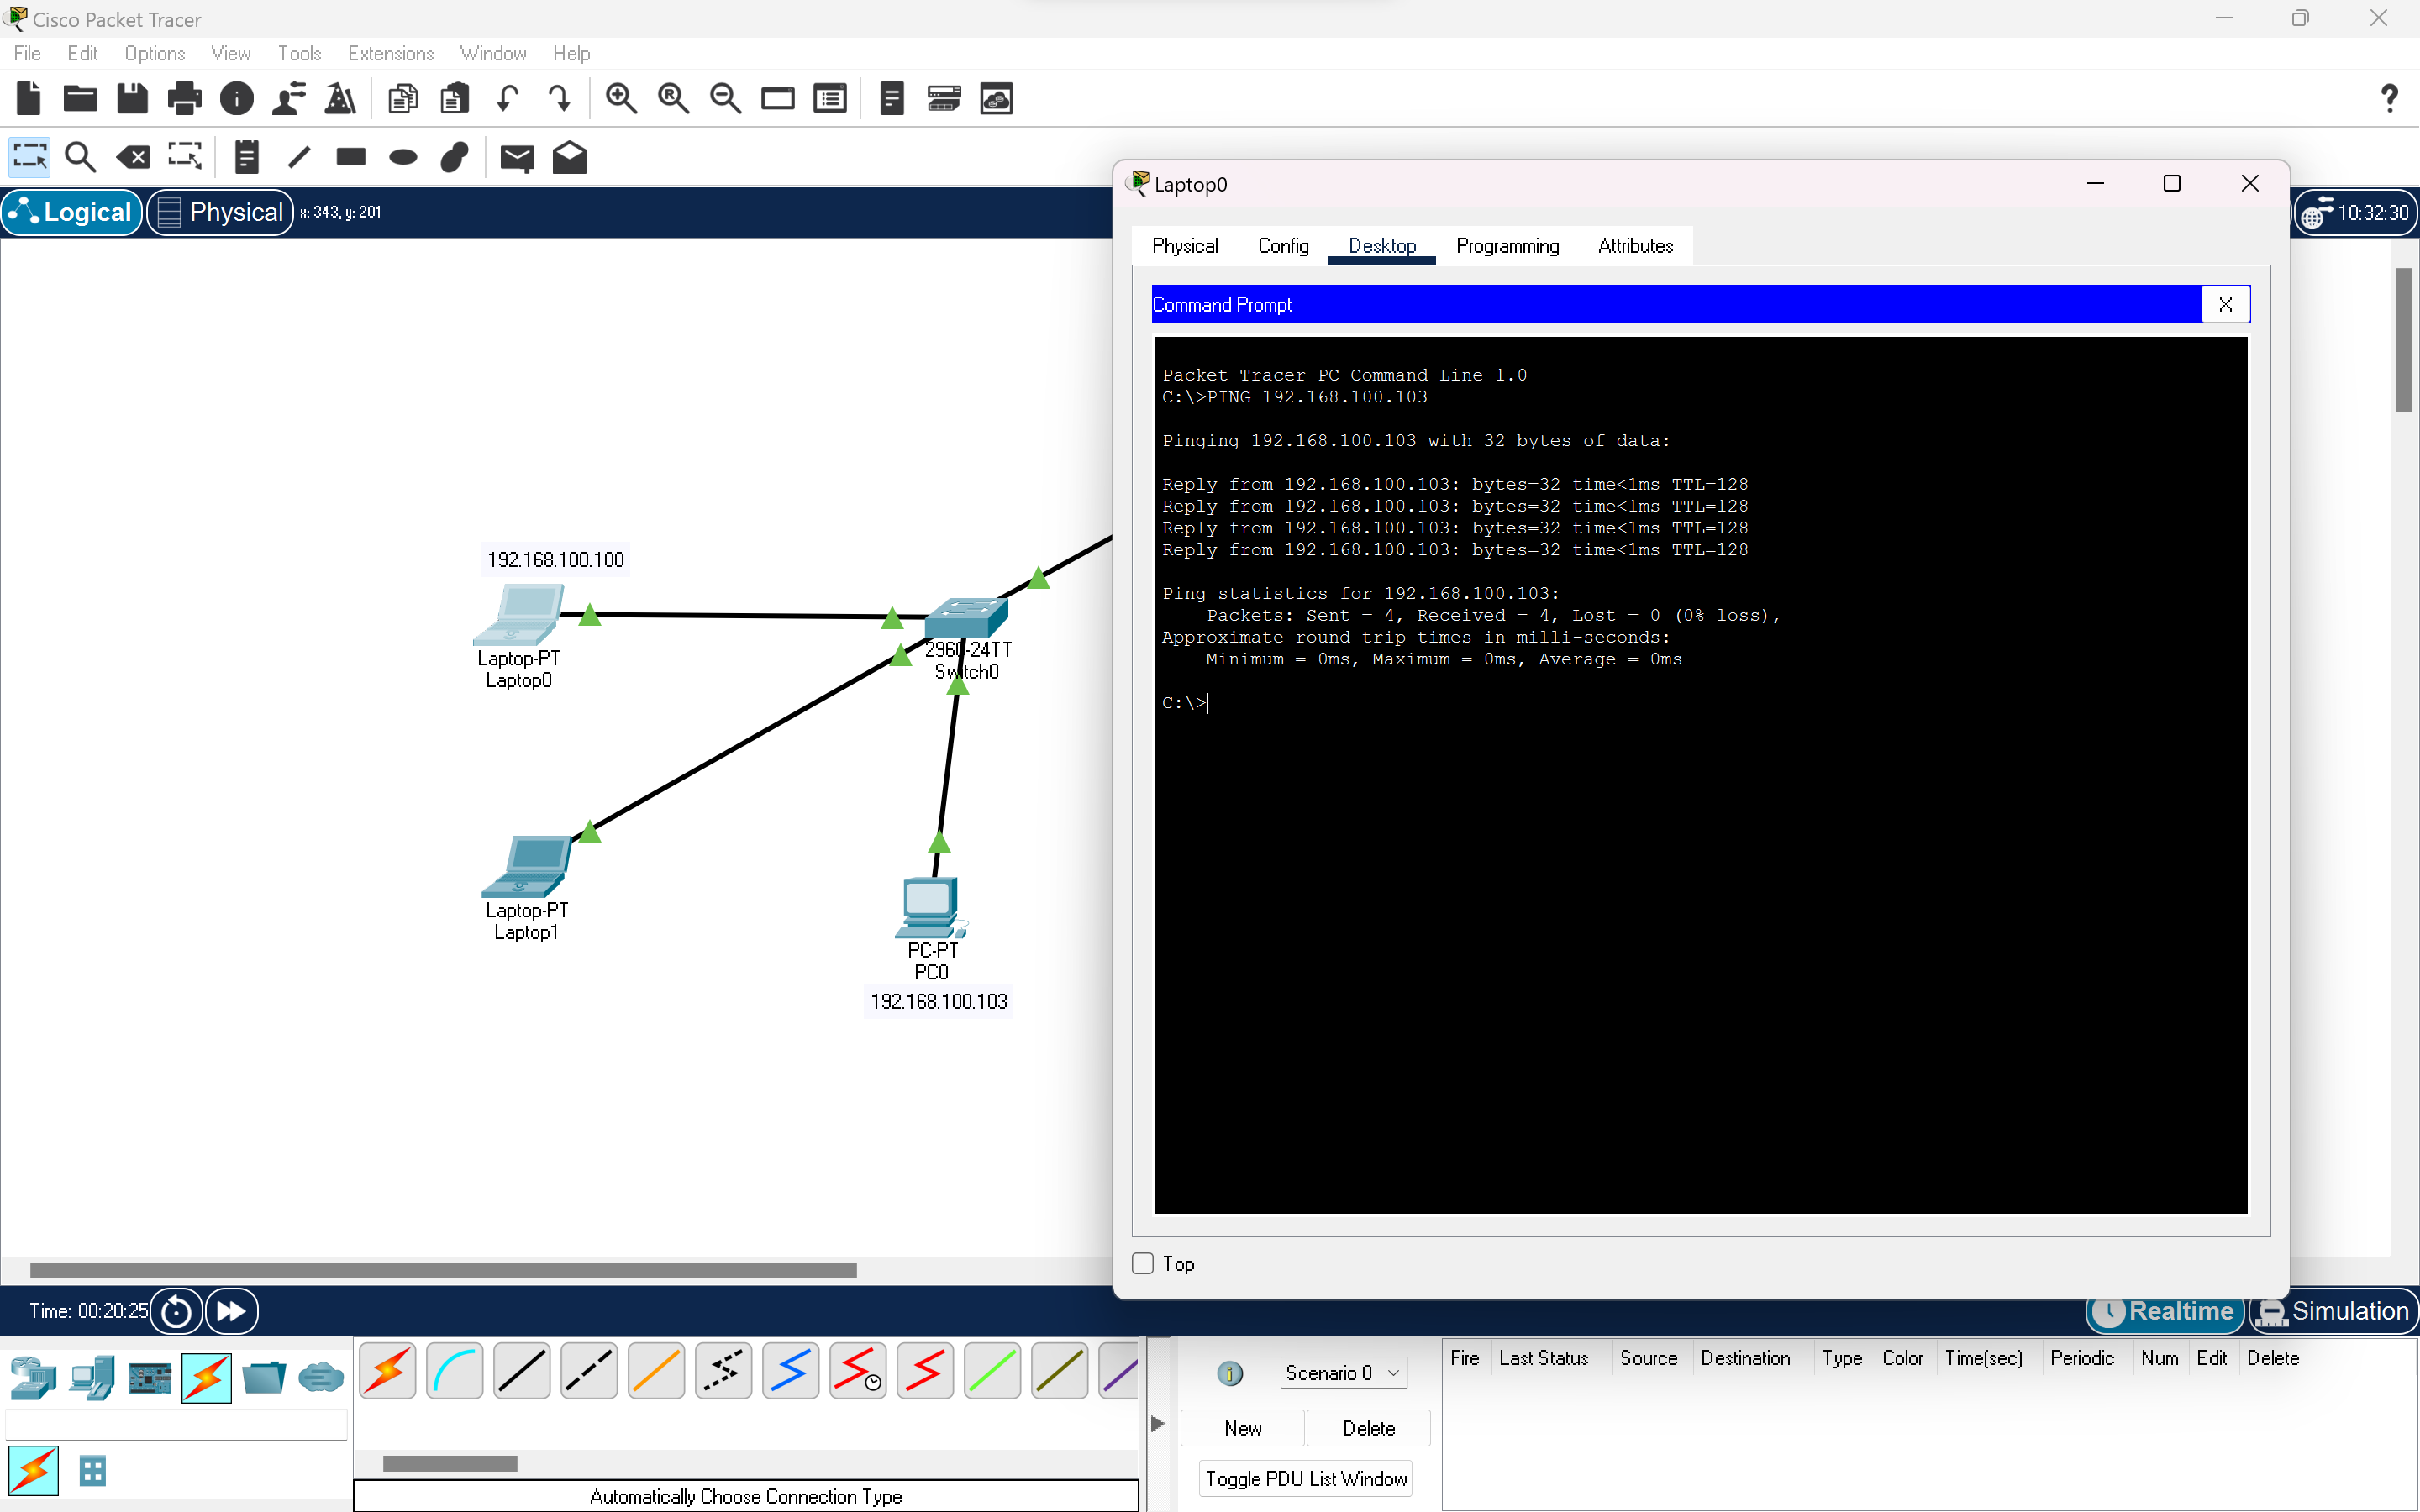 Cisco Packet Tracer
File Edit Options View Tools Extensions Window Help
Logical Physical x: 343, y: 201
10:32:30
192.168.100.100
Laptop-PT
Laptop0
2960-24TT
Switch0
Laptop-PT
Laptop1
PC-PT
PC0
192.168.100.103
Laptop0
Physical Config Desktop Programming Attributes
Command Prompt X
Packet Tracer PC Command Line 1.0
C:\>PING 192.168.100.103
Pinging 192.168.100.103 with 32 bytes of data:
Reply from 192.168.100.103: bytes=32 time<1ms TTL=128
Reply from 192.168.100.103: bytes=32 time<1ms TTL=128
Reply from 192.168.100.103: bytes=32 time<1ms TTL=128
Reply from 192.168.100.103: bytes=32 time<1ms TTL=128
Ping statistics for 192.168.100.103:
Packets: Sent = 4, Received = 4, Lost = 0 (0% loss),
Approximate round trip times in milli-seconds:
Minimum = 0ms, Maximum = 0ms, Average = 0ms
C:\>
Top
Time: 00:20:25
Realtime Simulation
Scenario 0
New Delete
Toggle PDU List Window
Fire Last Status Source Destination Type Color Time(sec) Periodic Num Edit Delete
Automatically Choose Connection Type